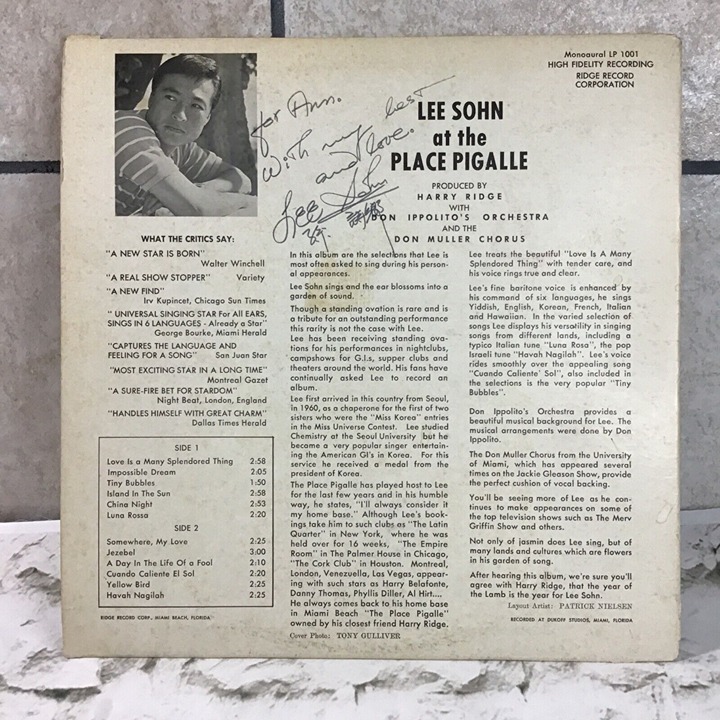 Monoaural LP 1001
HIGH FIDELITY RECORDING
RIDGE RECORD
CORPORATION
for Ann.
With my best
and love.
Lee Sohn
LEE SOHN
at the
PLACE PIGALLE
PRODUCED BY
HARRY RIDGE
WITH
DON IPPOLITO'S ORCHESTRA
AND THE
DON MULLER CHORUS
WHAT THE CRITICS SAY:
"A NEW STAR IS BORN"
Walter Winchell
"A REAL SHOW STOPPER" Variety
"A NEW FIND"
Irv Kupincet, Chicago Sun Times
" UNIVERSAL SINGING STAR For All EARS,
SINGS IN 6 LANGUAGES - Already a Star"
George Bourke, Miami Herald
"CAPTURES THE LANGUAGE AND
FEELING FOR A SONG" San Juan Star
"MOST EXCITING STAR IN A LONG TIME"
Montreal Gazet
"A SURE-FIRE BET FOR STARDOM"
Night Beat, London, England
"HANDLES HIMSELF WITH GREAT CHARM"
Dallas Times Herald
SIDE 1
Love Is a Many Splendored Thing 2:58
Impossible Dream 2:05
Tiny Bubbles 1:50
Island In The Sun 2:58
China Night 2:53
Luna Rossa 2:20
SIDE 2
Somewhere, My Love 2:25
Jezebel 3.00
A Day In The Life Of a Fool 2:10
Cuando Caliente El Sol 2:20
Yellow Bird 2:25
Havah Nagilah 2:25
RIDGE RECORD CORP., MIAMI BEACH, FLORIDA
In this album are the selections that Lee is
most often asked to sing during his person-
al appearances.
Lee Sohn sings and the ear blossoms into a
garden of sound.
Though a standing ovation is rare and is
a tribute for an outstanding performance
this rarity is not the case with Lee.
Lee has been receiving standing ova-
tions for his performances in nightclubs,
campshows for G.I.s, supper clubs and
theaters around the world. His fans have
continually asked Lee to record an
album.
Lee first arrived in this country from Seoul,
in 1960, as a chaperone for the first of two
sisters who were the "Miss Korea" entries
in the Miss Universe Contest. Lee studied
Chemistry at the Seoul University but he
became a very popular singer entertain-
ing the American GI's in Korea. For this
service he received a medal from the
president of Korea.
The Place Pigalle has played host to Lee
for the last few years and in his humble
way, he states, "I'll always consider it
my home base." Although Lee's book-
ings take him to such clubs as "The Latin
Quarter" in New York, where he was
held over for 16 weeks, "The Empire
Room" in The Palmer House in Chicago,
"The Cork Club" in Houston. Montreal,
London, Venezuella, Las Vegas, appear-
ing with such stars as Harry Belafonte,
Danny Thomas, Phyllis Diller, Al Hirt....
He always comes back to his home base
in Miami Beach "The Place Pigalle"
owned by his closest friend Harry Ridge.
Cover Photo: TONY GULLIVER
Lee treats the beautiful "Love Is A Many
Splendored Thing" with tender care, and
his voice rings true and clear.
Lee's fine baritone voice is enhanced by
his command of six languages, he sings
Yiddish, English, Korean, French, Italian
and Hawaiian. In the varied selection of
songs Lee displays his versatility in singing
songs from different lands, including a
typico Italian tune "Luna Rosa", the pop
Israeli tune "Havah Nagilah". Lee's voice
rides smoothly over the appealing song
"Cuando Caliente' Sol", also included in
the selections is the very popular "Tiny
Bubbles".
Don Ippolito's Orchestra provides a
beautiful musical background for Lee. The
musical arrangements were done by Don
Ippolito.
The Don Muller Chorus from the University
of Miami, which has appeared several
times on the Jackie Gleason Show, provide
the perfect cushion of vocal backing.
You'll be seeing more of Lee as he con-
tinues to make appearances on some of
the top television shows such as The Merv
Griffin Show and others.
Not only of jasmin does Lee sing, but of
many lands and cultures which are flowers
in his garden of song.
After hearing this album, we're sure you'll
agree with Harry Ridge, that the year of
the Lamb is the year for Lee Sohn.
Layout Artist: PATRICK NIELSEN
RECORDED AT DUKOFF STUDIOS, MIAMI, FLORIDA